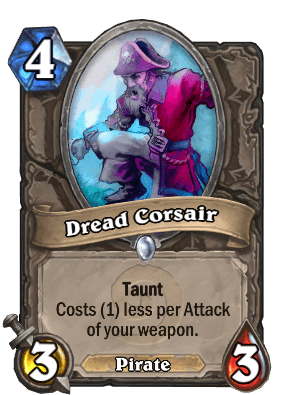 4
Dread Corsair
Taunt
Costs (1) less per Attack
of your weapon.
3
Pirate
3